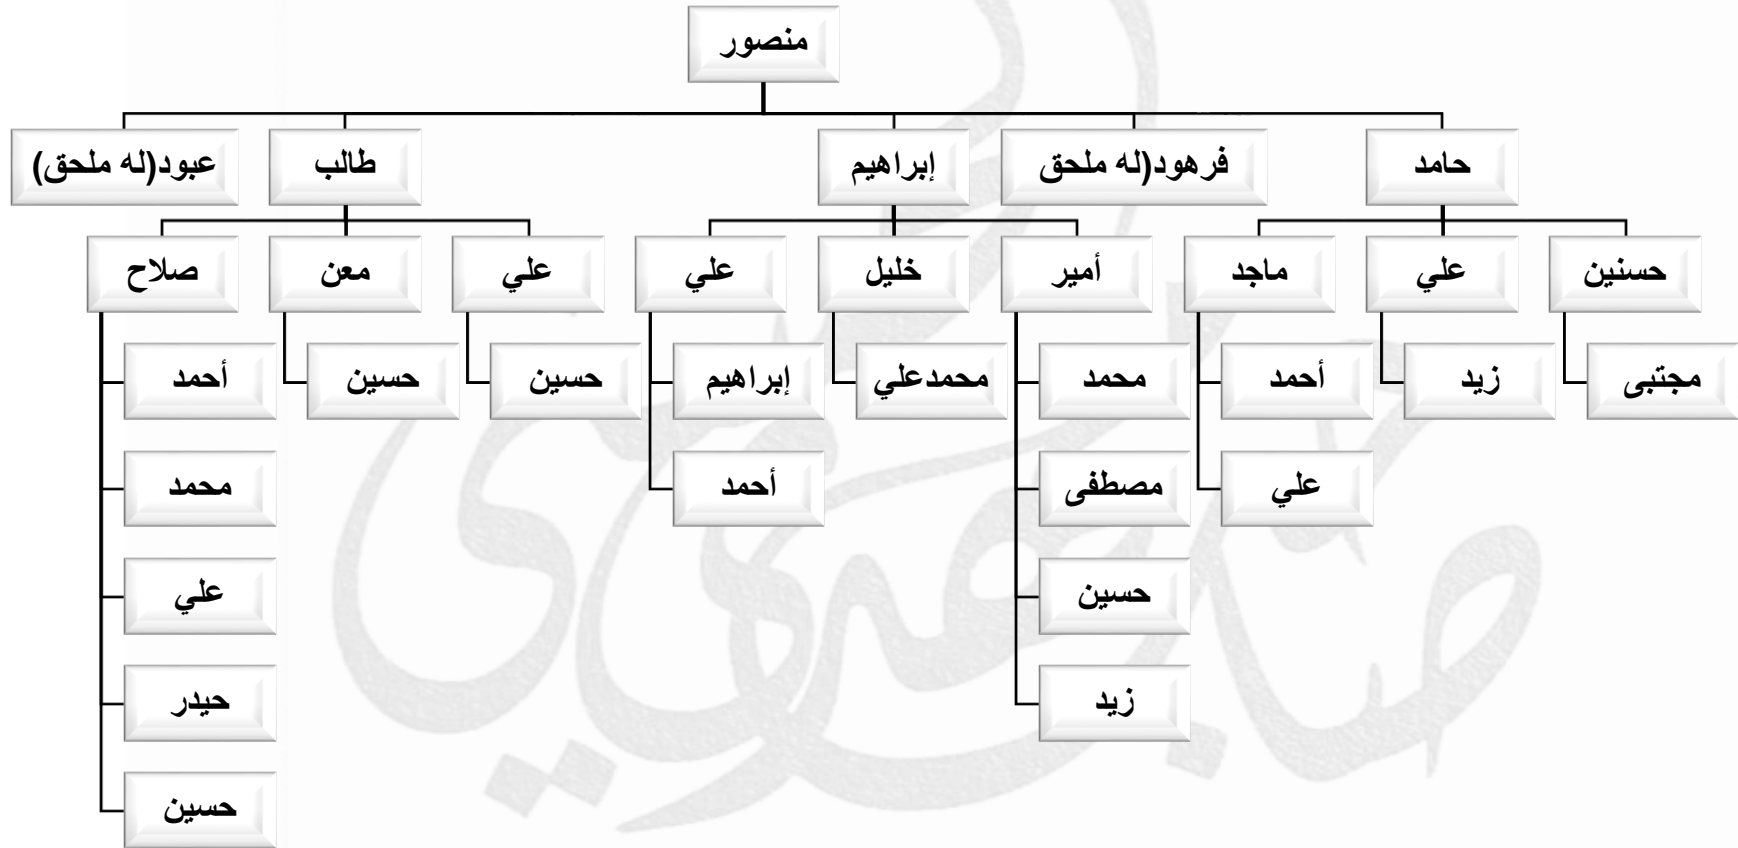 منصور
حامد
فرهود(له ملحق
إبراهيم
طالب
عبود(له ملحق)
حسنين
علي
ماجد
أمير
خليل
علي
علي
معن
صلاح
مجتبى
زيد
أحمد
محمد
محمدعلي
إبراهيم
حسين
حسين
أحمد
علي
مصطفى
أحمد
محمد
حسين
علي
زيد
حيدر
حسين